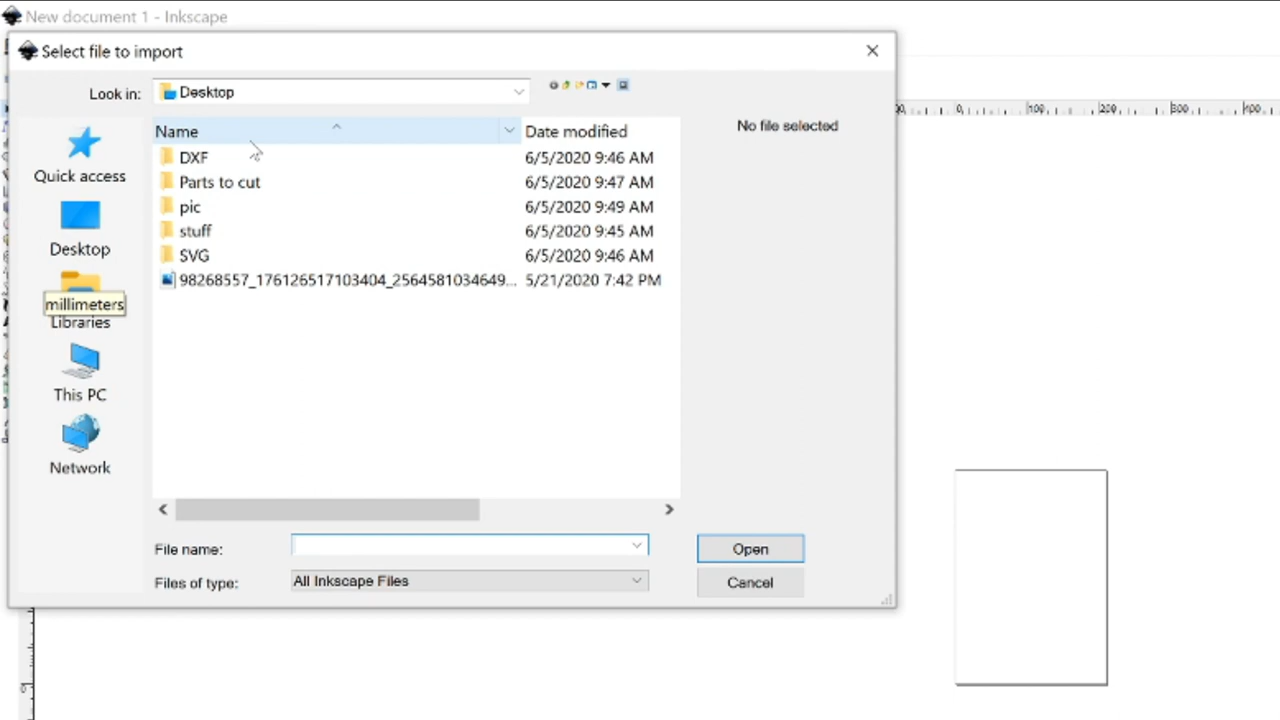 New document 1 - Inkscape
Select file to import
Look in: Desktop
Name Date modified
No file selected
DXF 6/5/2020 9:46 AM
Parts to cut 6/5/2020 9:47 AM
pic 6/5/2020 9:49 AM
stuff 6/5/2020 9:45 AM
SVG 6/5/2020 9:46 AM
98268557_176126517103404_2564581034649... 5/21/2020 7:42 PM
Quick access
Desktop
millimeters
Libraries
This PC
Network
File name: Open
Files of type: All Inkscape Files Cancel
0 100 200 300 400